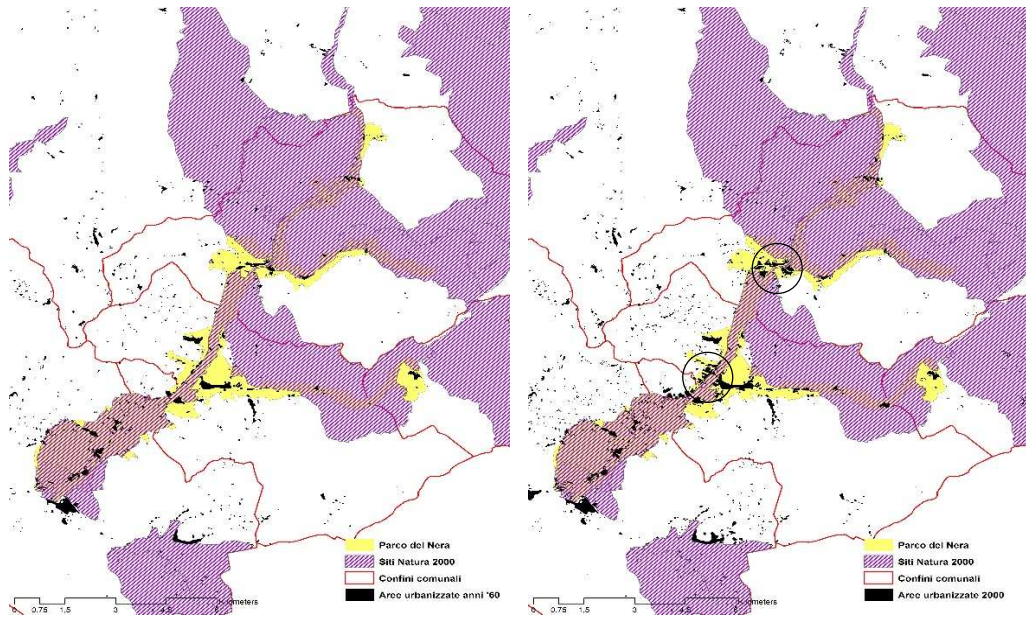 Parco del Nera
Siti Natura 2000
Confini comunali
Aree urbanizzate anni '60
0 0.75 1,5 3 4,5 6
Kilometers
Parco del Nera
Siti Natura 2000
Confini comunali
Aree urbanizzate 2000
0 0.75 1,5 3 4,5 6
Kilometers